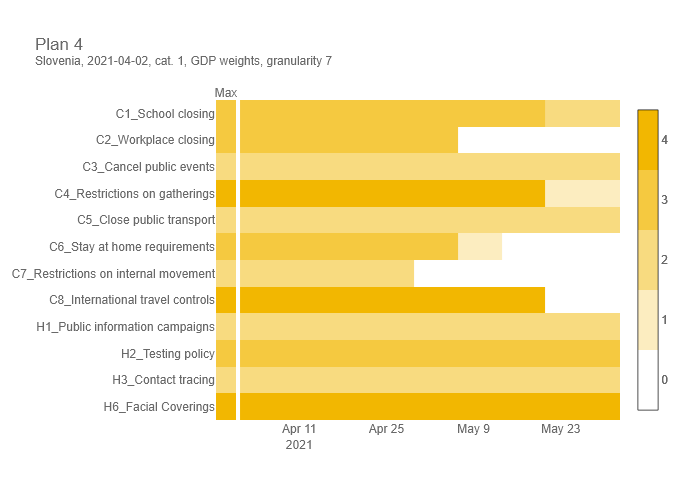 Plan 4
Slovenia, 2021-04-02, cat. 1, GDP weights, granularity 7
Max
C1_School closing
C2_Workplace closing
C3_Cancel public events
C4_Restrictions on gatherings
C5_Close public transport
C6_Stay at home requirements
C7_Restrictions on internal movement
C8_International travel controls
H1_Public information campaigns
H2_Testing policy
H3_Contact tracing
H6_Facial Coverings
Apr 11
2021
Apr 25
May 9
May 23
4
3
2
1
0